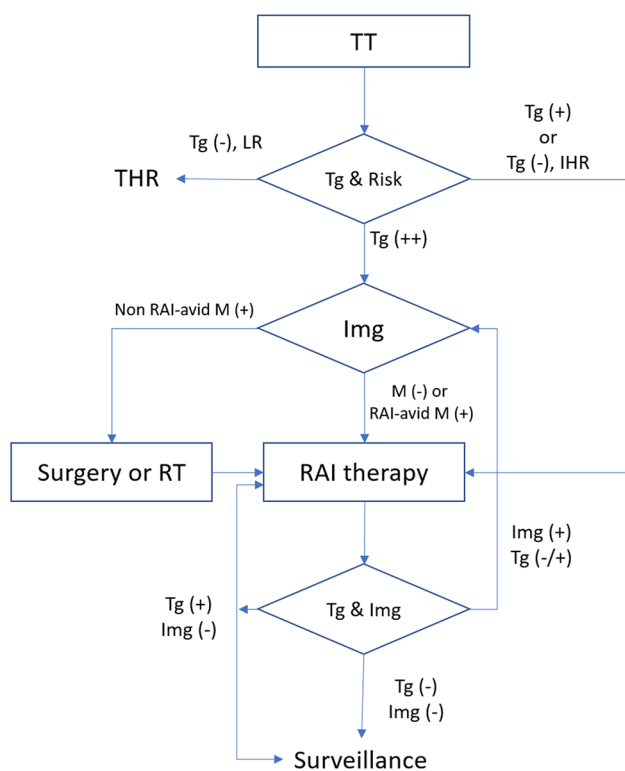 TT
Tg (-), LR
Tg (+)
or
Tg (-), IHR
THR
Tg & Risk
Tg (++)
Non RAI-avid M (+)
Img
M (-) or
RAI-avid M (+)
Surgery or RT
RAI therapy
Img (+)
Tg (-/+)
Tg (+)
Img (-)
Tg & Img
Tg (-)
Img (-)
Surveillance